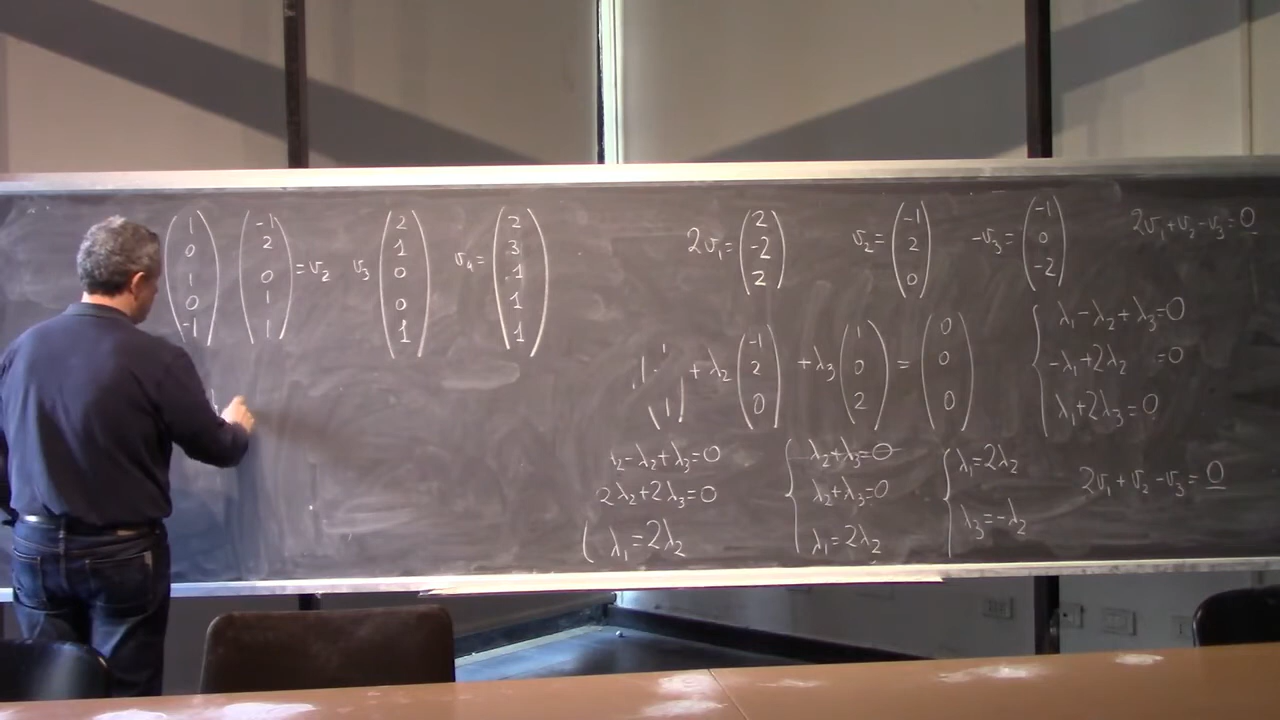 (1 0 1 0 -1) (-1 2 0 1 1) = v₂ v₃ (2 1 0 0 1) v₄ = (2 3 1 1 1)
2v₁ = (2 -2 2) v₂ = (-1 2 0) -v₃ = (-1 0 -2) 2v₁+v₂-v₃=0
+λ₂ (-1 2 0) +λ₃ (1 0 2) = (0 0 0)
λ₁-λ₂+λ₃=0
-λ₁+2λ₂ =0
λ₁+2λ₃=0
λ₂-λ₂+λ₃=0
2λ₂+2λ₃=0
λ₁=2λ₂
λ₂+λ₃=0
λ₂+λ₃=0
λ₁=2λ₂
λ₁=2λ₂
λ₃=-λ₂
2v₁+v₂-v₃=0